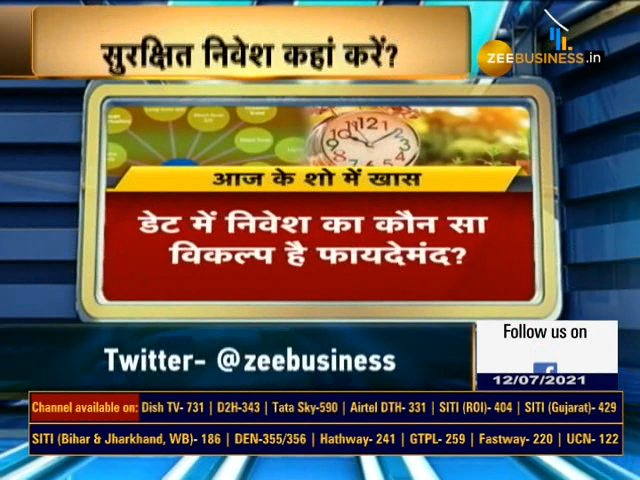 सुरक्षित निवेश कहां करें?
ZEEBUSINESS.in
आज के शो में खास
डेट में निवेश का कौन सा
विकल्प है फायदेमंद?
Twitter- @zeebusiness
Follow us on
12/07/2021
Channel available on: Dish TV- 731 | D2H-343 | Tata Sky-590 | Airtel DTH- 331 | SITI (ROI)- 404 | SITI (Gujarat)- 429
SITI (Bihar & Jharkhand, WB)- 186 | DEN-355/356 | Hathway- 241 | GTPL- 259 | Fastway- 220 | UCN- 122